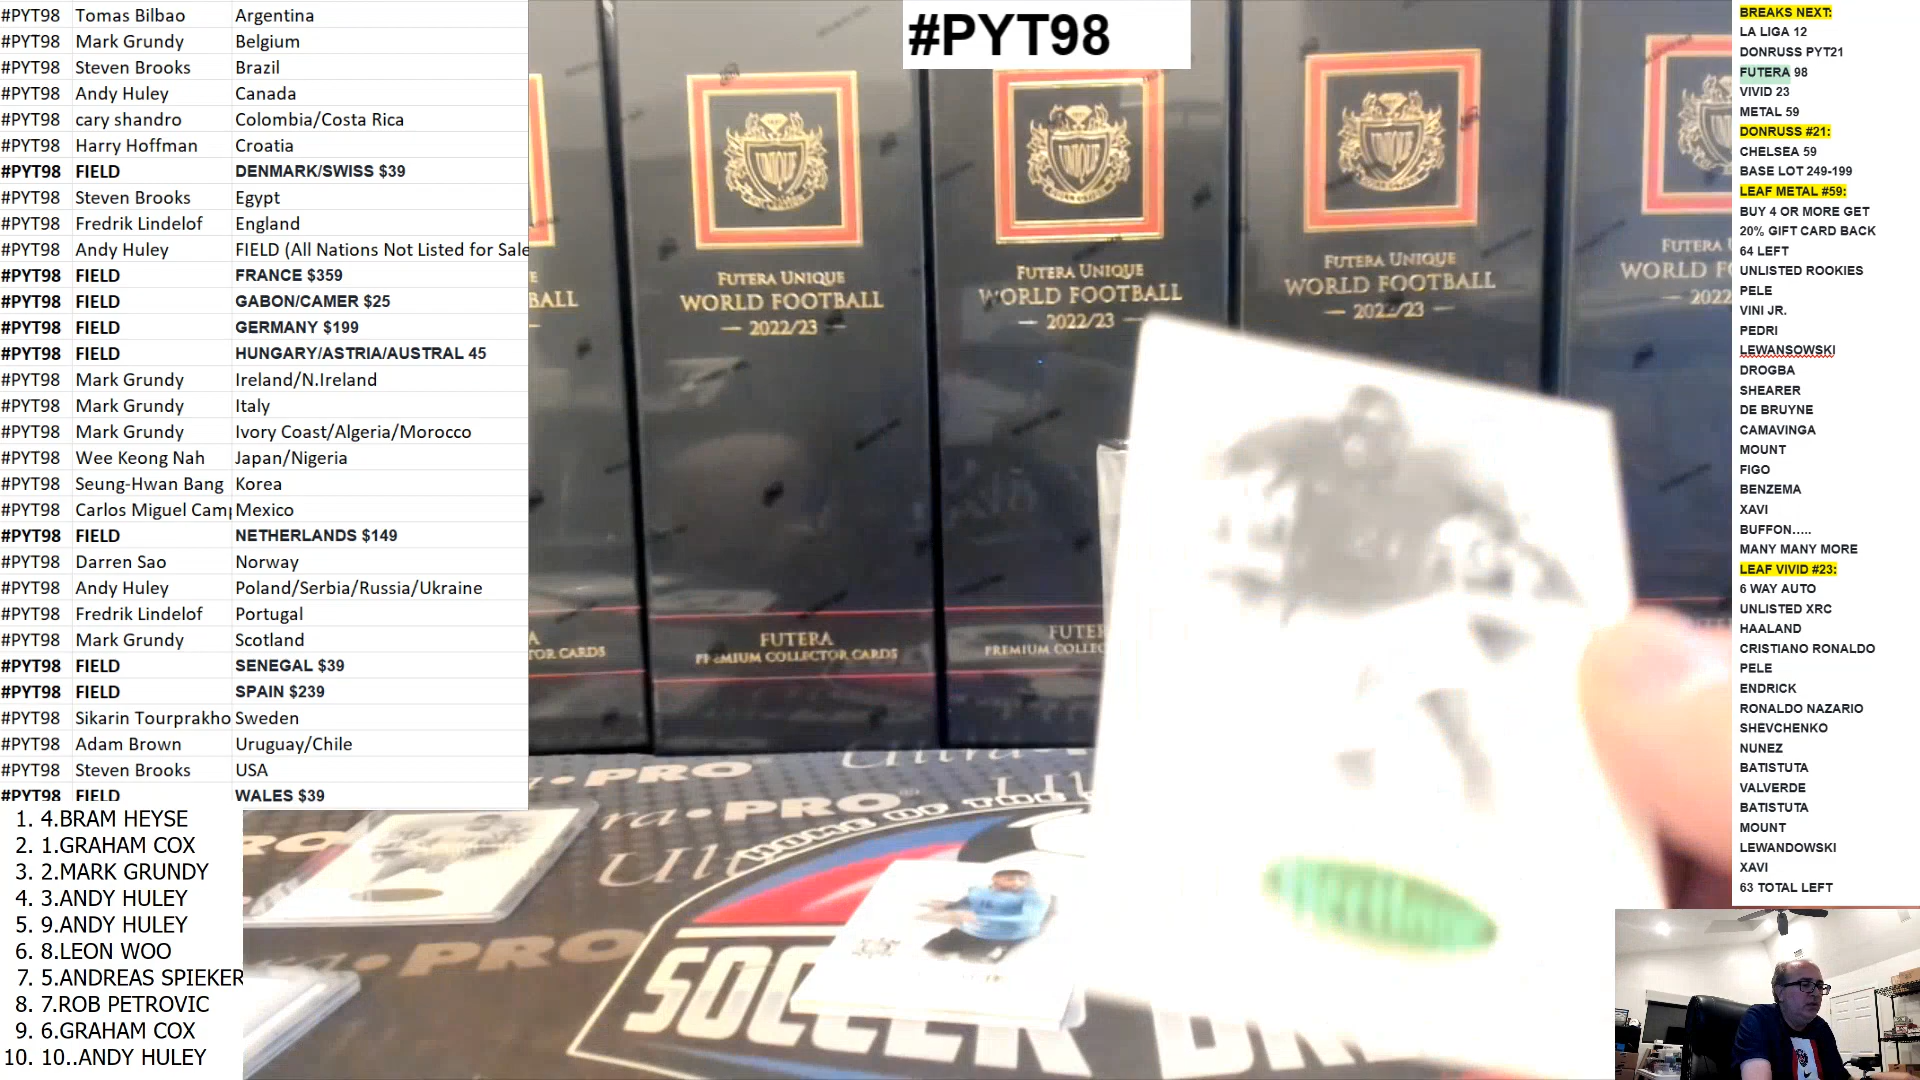 #PYT98 Tomas Bilbao Argentina
#PYT98 Mark Grundy Belgium
#PYT98 Steven Brooks Brazil
#PYT98 Andy Huley Canada
#PYT98 cary shandro Colombia/Costa Rica
#PYT98 Harry Hoffman Croatia
#PYT98 FIELD DENMARK/SWISS $39
#PYT98 Steven Brooks Egypt
#PYT98 Fredrik Lindelof England
#PYT98 Andy Huley FIELD (All Nations Not Listed for Sale
#PYT98 FIELD FRANCE $359
#PYT98 FIELD GABON/CAMER $25
#PYT98 FIELD GERMANY $199
#PYT98 FIELD HUNGARY/ASTRIA/AUSTRAL 45
#PYT98 Mark Grundy Ireland/N.Ireland
#PYT98 Mark Grundy Italy
#PYT98 Mark Grundy Ivory Coast/Algeria/Morocco
#PYT98 Wee Keong Nah Japan/Nigeria
#PYT98 Seung-Hwan Bang Korea
#PYT98 Carlos Miguel Mexico
#PYT98 FIELD NETHERLANDS $149
#PYT98 Darren Sao Norway
#PYT98 Andy Huley Poland/Serbia/Russia/Ukraine
#PYT98 Fredrik Lindelof Portugal
#PYT98 Mark Grundy Scotland
#PYT98 FIELD SENEGAL $39
#PYT98 FIELD SPAIN $239
#PYT98 Sikarin Tourprakho Sweden
#PYT98 Adam Brown Uruguay/Chile
#PYT98 Steven Brooks USA
#PYT98 FIELD WALES $39
1. 4.BRAM HEYSE
2. 1.GRAHAM COX
3. 2.MARK GRUNDY
4. 3.ANDY HULEY
5. 9.ANDY HULEY
6. 8.LEON WOO
7. 5.ANDREAS SPIEKER
8. 7.ROB PETROVIC
9. 6.GRAHAM COX
10. 10..ANDY HULEY
#PYT98
UNIQUE
FUTERA UNIQUE
WORLD FOOTBALL
2022/23
FUTERA
PREMIUM COLLECTOR CARDS
UNIQUE
FUTERA UNIQUE
WORLD FOOTBALL
2022/23
UNIQUE
FUTERA UNIQUE
WORLD FOOTBALL
2022/23
Ultra•PRO
SOCCER
BREAKS NEXT:
LA LIGA 12
DONRUSS PYT21
FUTERA 98
VIVID 23
METAL 59
DONRUSS #21:
CHELSEA 59
BASE LOT 249-199
LEAF METAL #59:
BUY 4 OR MORE GET
20% GIFT CARD BACK
64 LEFT
UNLISTED ROOKIES
PELE
VINI JR.
PEDRI
LEWANSOWSKI
DROGBA
SHEARER
DE BRUYNE
CAMAVINGA
MOUNT
FIGO
BENZEMA
XAVI
BUFFON.....
MANY MANY MORE
LEAF VIVID #23:
6 WAY AUTO
UNLISTED XRC
HAALAND
CRISTIANO RONALDO
PELE
ENDRICK
RONALDO NAZARIO
SHEVCHENKO
NUNEZ
BATISTUTA
VALVERDE
BATISTUTA
MOUNT
LEWANDOWSKI
XAVI
63 TOTAL LEFT